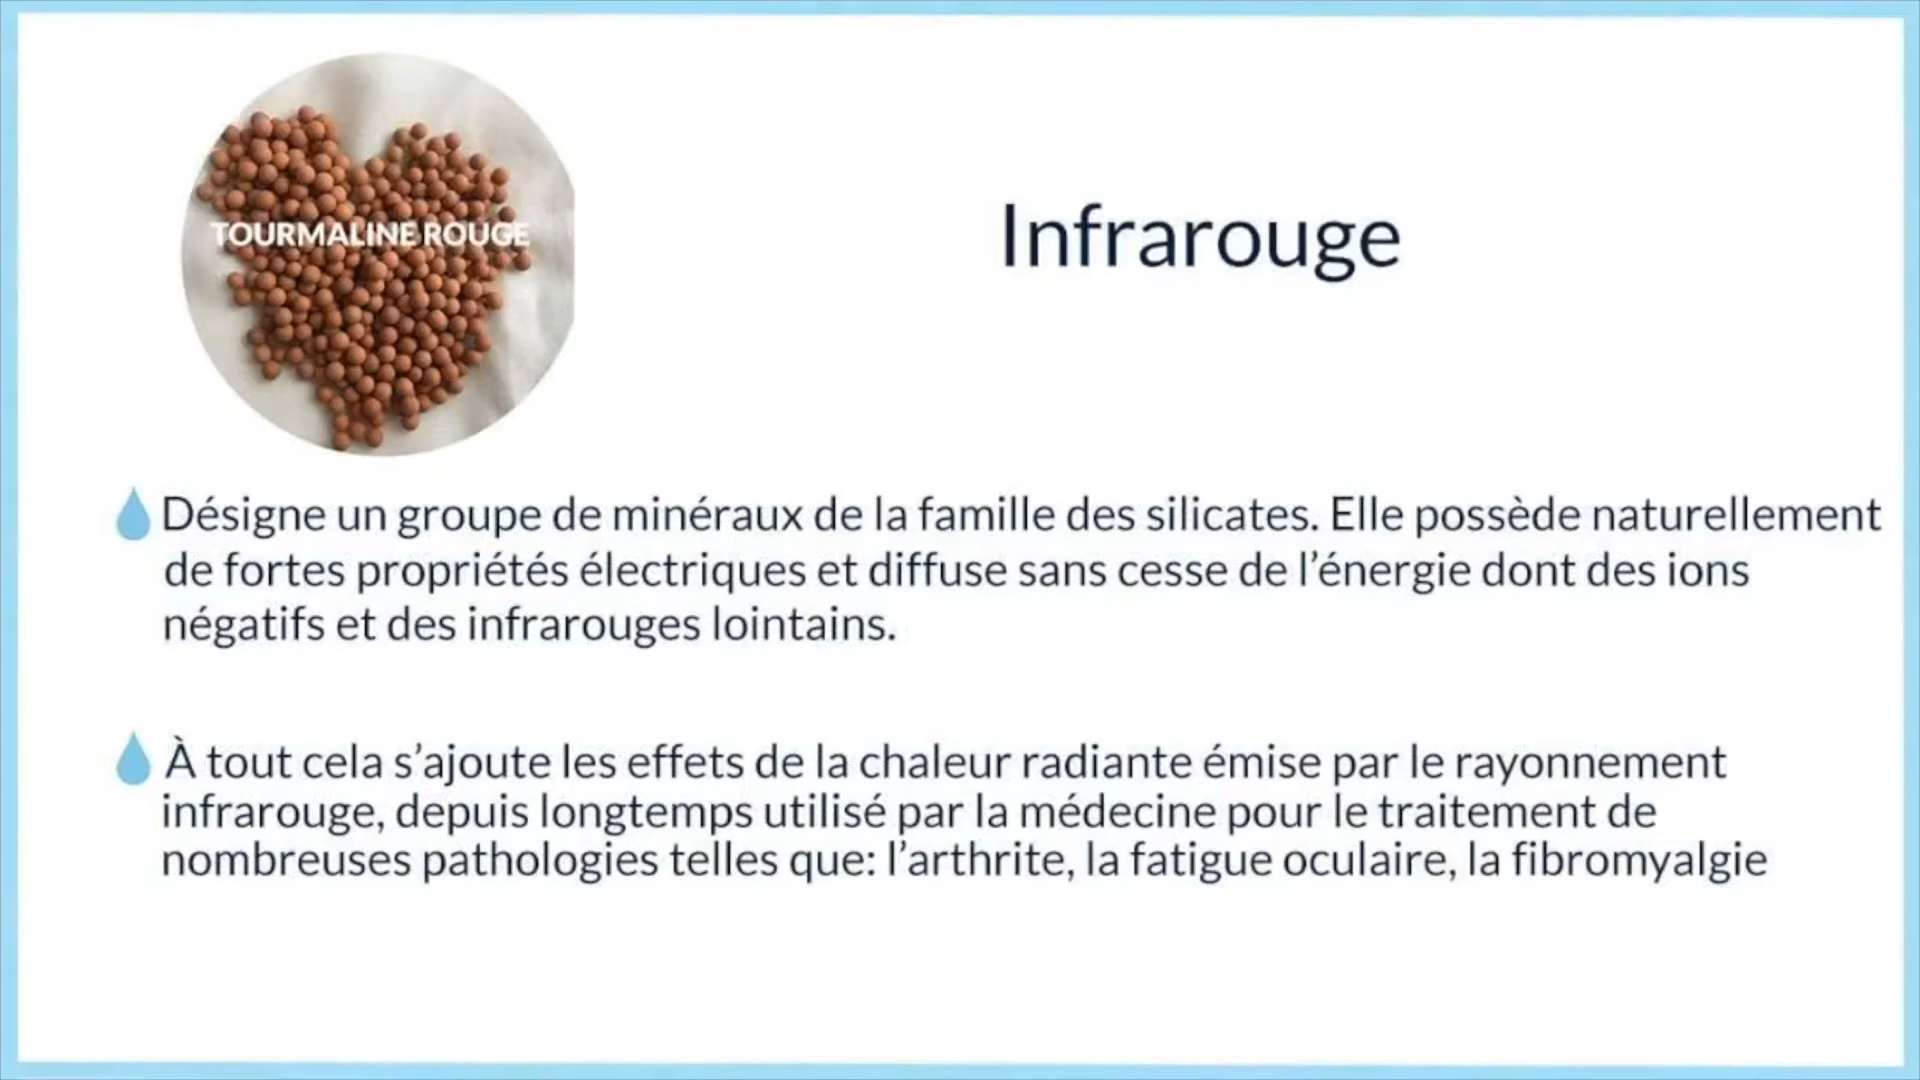 TOURMALINE ROUGE
Infrarouge
Désigne un groupe de minéraux de la famille des silicates. Elle possède naturellement
de fortes propriétés électriques et diffuse sans cesse de l’énergie dont des ions
négatifs et des infrarouges lointains.
À tout cela s’ajoute les effets de la chaleur radiante émise par le rayonnement
infrarouge, depuis longtemps utilisé par la médecine pour le traitement de
nombreuses pathologies telles que: l’arthrite, la fatigue oculaire, la fibromyalgie